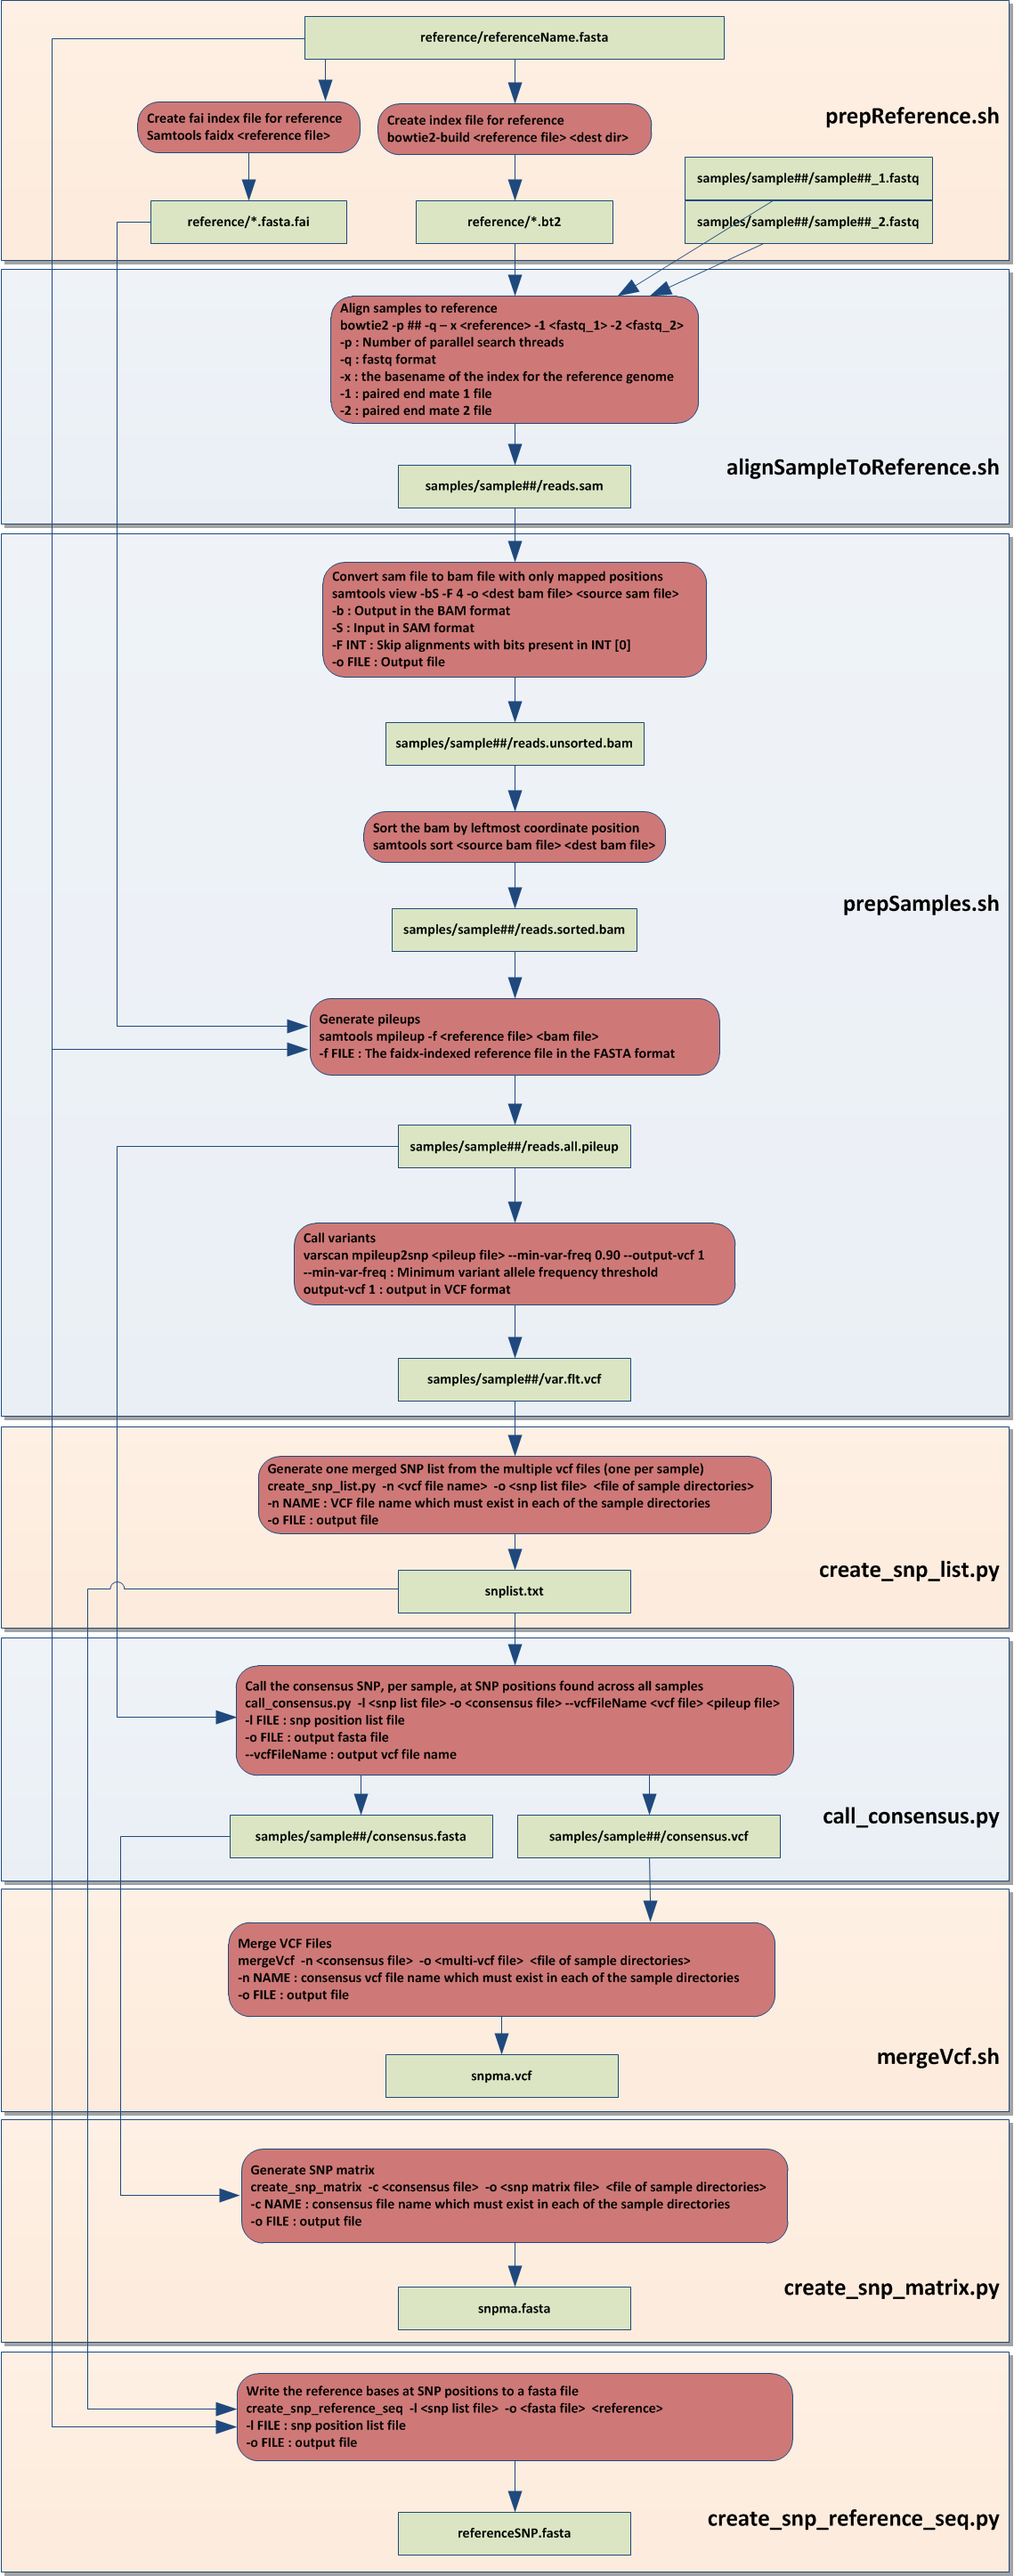 reference/referenceName.fasta
prepReference.sh
Create fai index file for reference
Samtools faidx <reference file>
Create index file for reference
bowtie2-build <reference file> <dest dir>
samples/sample##/sample##_1.fastq
reference/*.fasta.fai
reference/*.bt2
samples/sample##/sample##_2.fastq
Align samples to reference
bowtie2 -p ## -q – x <reference> -1 <fastq_1> -2 <fastq_2>
-p : Number of parallel search threads
-q : fastq format
-x : the basename of the index for the reference genome
-1 : paired end mate 1 file
-2 : paired end mate 2 file
alignSampleToReference.sh
samples/sample##/reads.sam
Convert sam file to bam file with only mapped positions
samtools view -bS -F 4 -o <dest bam file> <source sam file>
-b : Output in the BAM format
-S : Input in SAM format
-F INT : Skip alignments with bits present in INT [0]
-o FILE : Output file
samples/sample##/reads.unsorted.bam
Sort the bam by leftmost coordinate position
samtools sort <source bam file> <dest bam file>
prepSamples.sh
samples/sample##/reads.sorted.bam
Generate pileups
samtools mpileup -f <reference file> <bam file>
-f FILE : The faidx-indexed reference file in the FASTA format
samples/sample##/reads.all.pileup
Call variants
varscan mpileup2snp <pileup file> --min-var-freq 0.90 --output-vcf 1
--min-var-freq : Minimum variant allele frequency threshold
output-vcf 1 : output in VCF format
samples/sample##/var.flt.vcf
Generate one merged SNP list from the multiple vcf files (one per sample)
create_snp_list.py -n <vcf file name> -o <snp list file> <file of sample directories>
-n NAME : VCF file name which must exist in each of the sample directories
-o FILE : output file
create_snp_list.py
snplist.txt
Call the consensus SNP, per sample, at SNP positions found across all samples
call_consensus.py -l <snp list file> -o <consensus file> --vcfFileName <vcf file> <pileup file>
-l FILE : snp position list file
-o FILE : output fasta file
--vcfFileName : output vcf file name
call_consensus.py
samples/sample##/consensus.fasta
samples/sample##/consensus.vcf
Merge VCF Files
mergeVcf -n <consensus file> -o <multi-vcf file> <file of sample directories>
-n NAME : consensus vcf file name which must exist in each of the sample directories
-o FILE : output file
mergeVcf.sh
snpma.vcf
Generate SNP matrix
create_snp_matrix -c <consensus file> -o <snp matrix file> <file of sample directories>
-c NAME : consensus file name which must exist in each of the sample directories
-o FILE : output file
create_snp_matrix.py
snpma.fasta
Write the reference bases at SNP positions to a fasta file
create_snp_reference_seq -l <snp list file> -o <fasta file> <reference>
-l FILE : snp position list file
-o FILE : output file
create_snp_reference_seq.py
referenceSNP.fasta